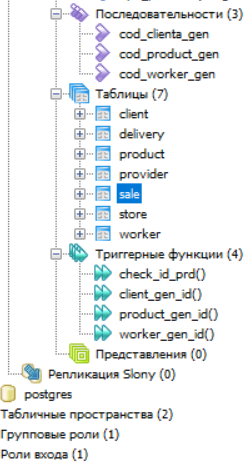 Последовательности (3)
cod_clienta_gen
cod_product_gen
cod_worker_gen
Таблицы (7)
client
delivery
product
provider
sale
store
worker
Триггерные функции (4)
check_id_prd()
client_gen_id()
product_gen_id()
worker_gen_id()
Представления (0)
Репликация Slony (0)
postgres
Табличные пространства (2)
Групповые роли (1)
Роли входа (1)